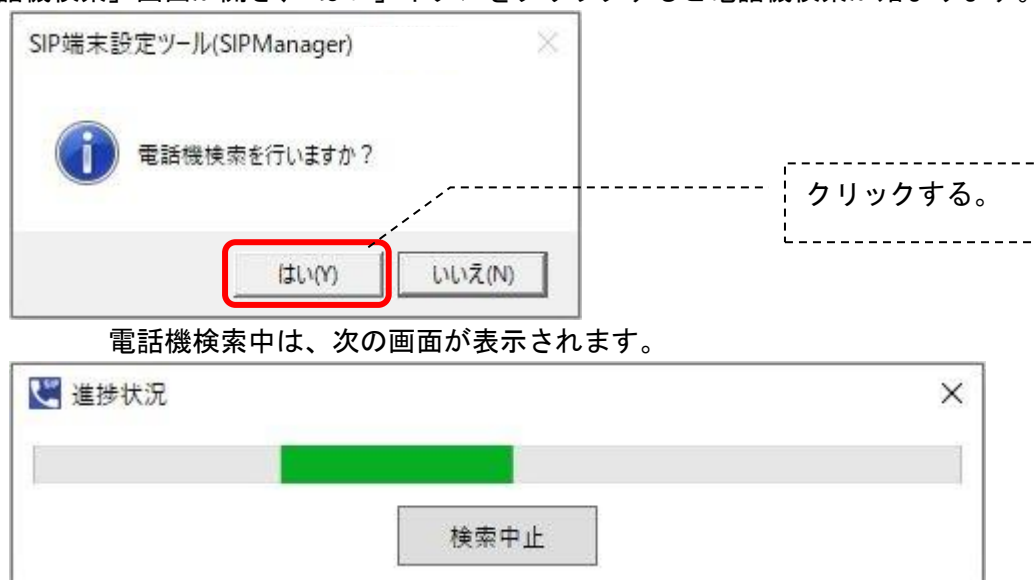 SIP端末設定ツール(SIPManager)
電話機検索を行いますか？
クリックする。
はい(Y)
いいえ(N)
電話機検索中は、次の画面が表示されます。
進捗状況
検索中止